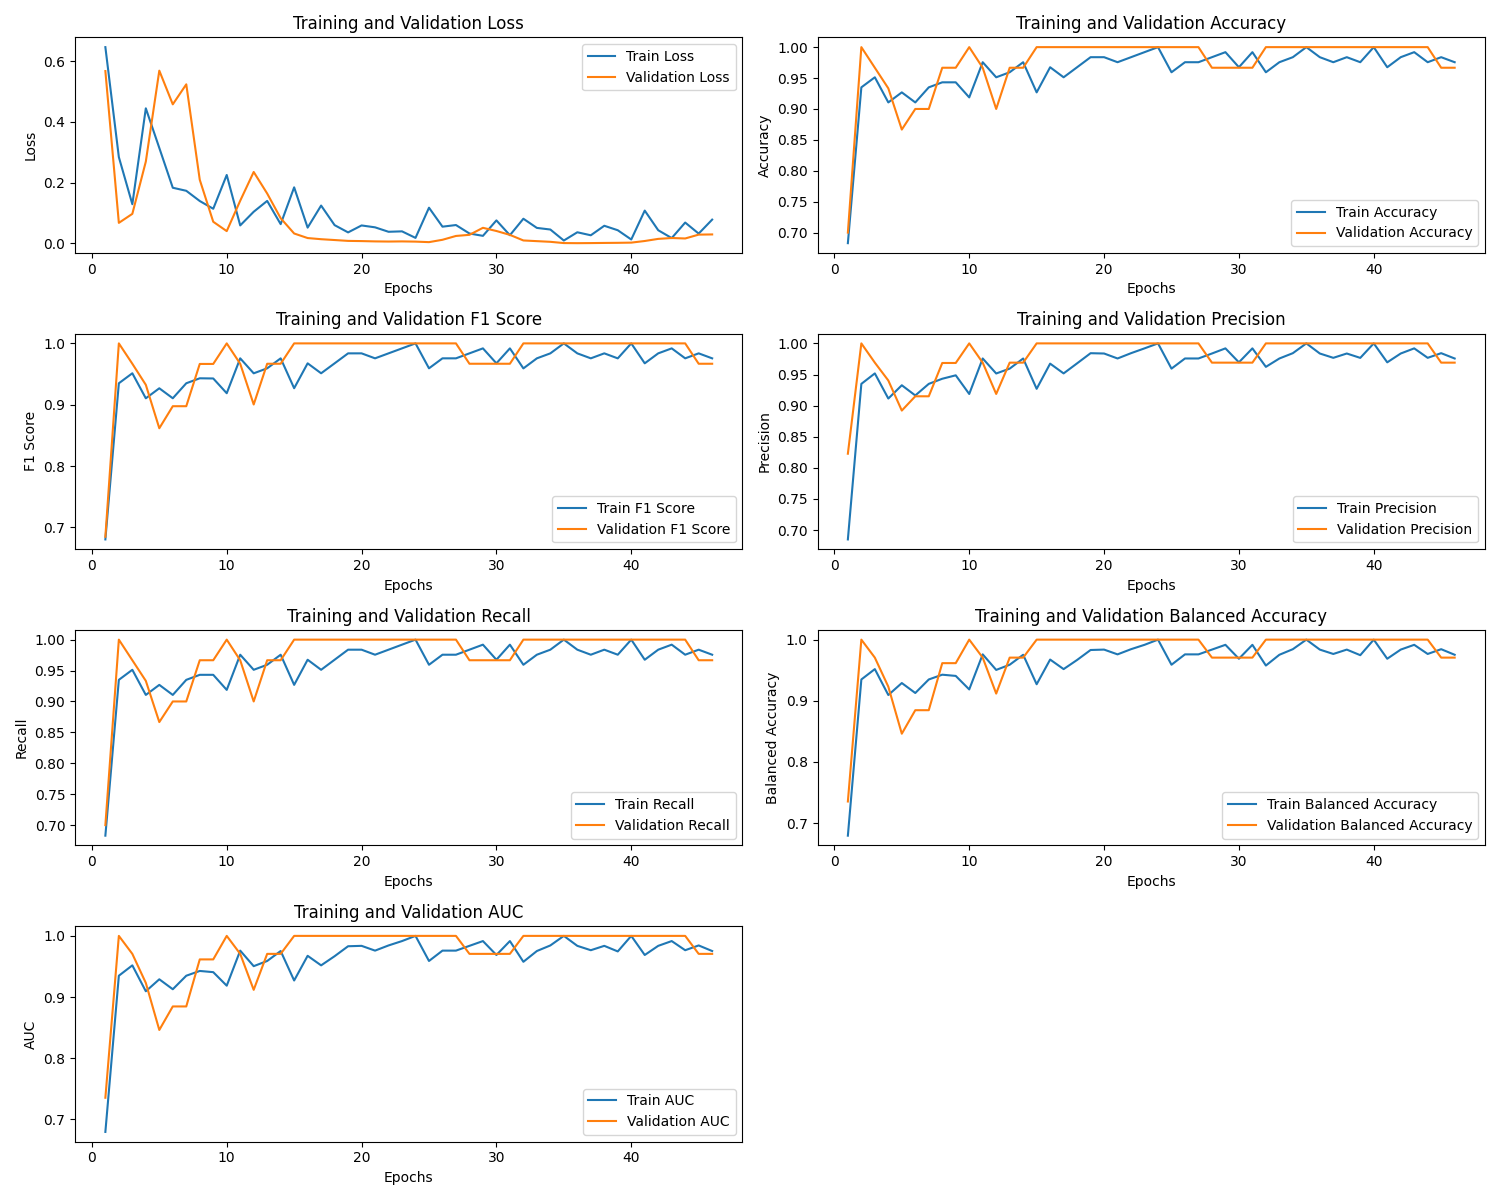 Training and Validation Loss
0.6
0.4
0.2
0.0
Loss
Train Loss
Validation Loss
0 10 20 30 40
Epochs
Training and Validation Accuracy
1.00
0.95
0.90
0.85
0.80
0.75
0.70
Accuracy
Train Accuracy
Validation Accuracy
0 10 20 30 40
Epochs
Training and Validation F1 Score
1.0
0.9
0.8
0.7
F1 Score
Train F1 Score
Validation F1 Score
0 10 20 30 40
Epochs
Training and Validation Precision
1.00
0.95
0.90
0.85
0.80
0.75
0.70
Precision
Train Precision
Validation Precision
0 10 20 30 40
Epochs
Training and Validation Recall
1.00
0.95
0.90
0.85
0.80
0.75
0.70
Recall
Train Recall
Validation Recall
0 10 20 30 40
Epochs
Training and Validation Balanced Accuracy
1.0
0.9
0.8
0.7
Balanced Accuracy
Train Balanced Accuracy
Validation Balanced Accuracy
0 10 20 30 40
Epochs
Training and Validation AUC
1.0
0.9
0.8
0.7
AUC
Train AUC
Validation AUC
0 10 20 30 40
Epochs